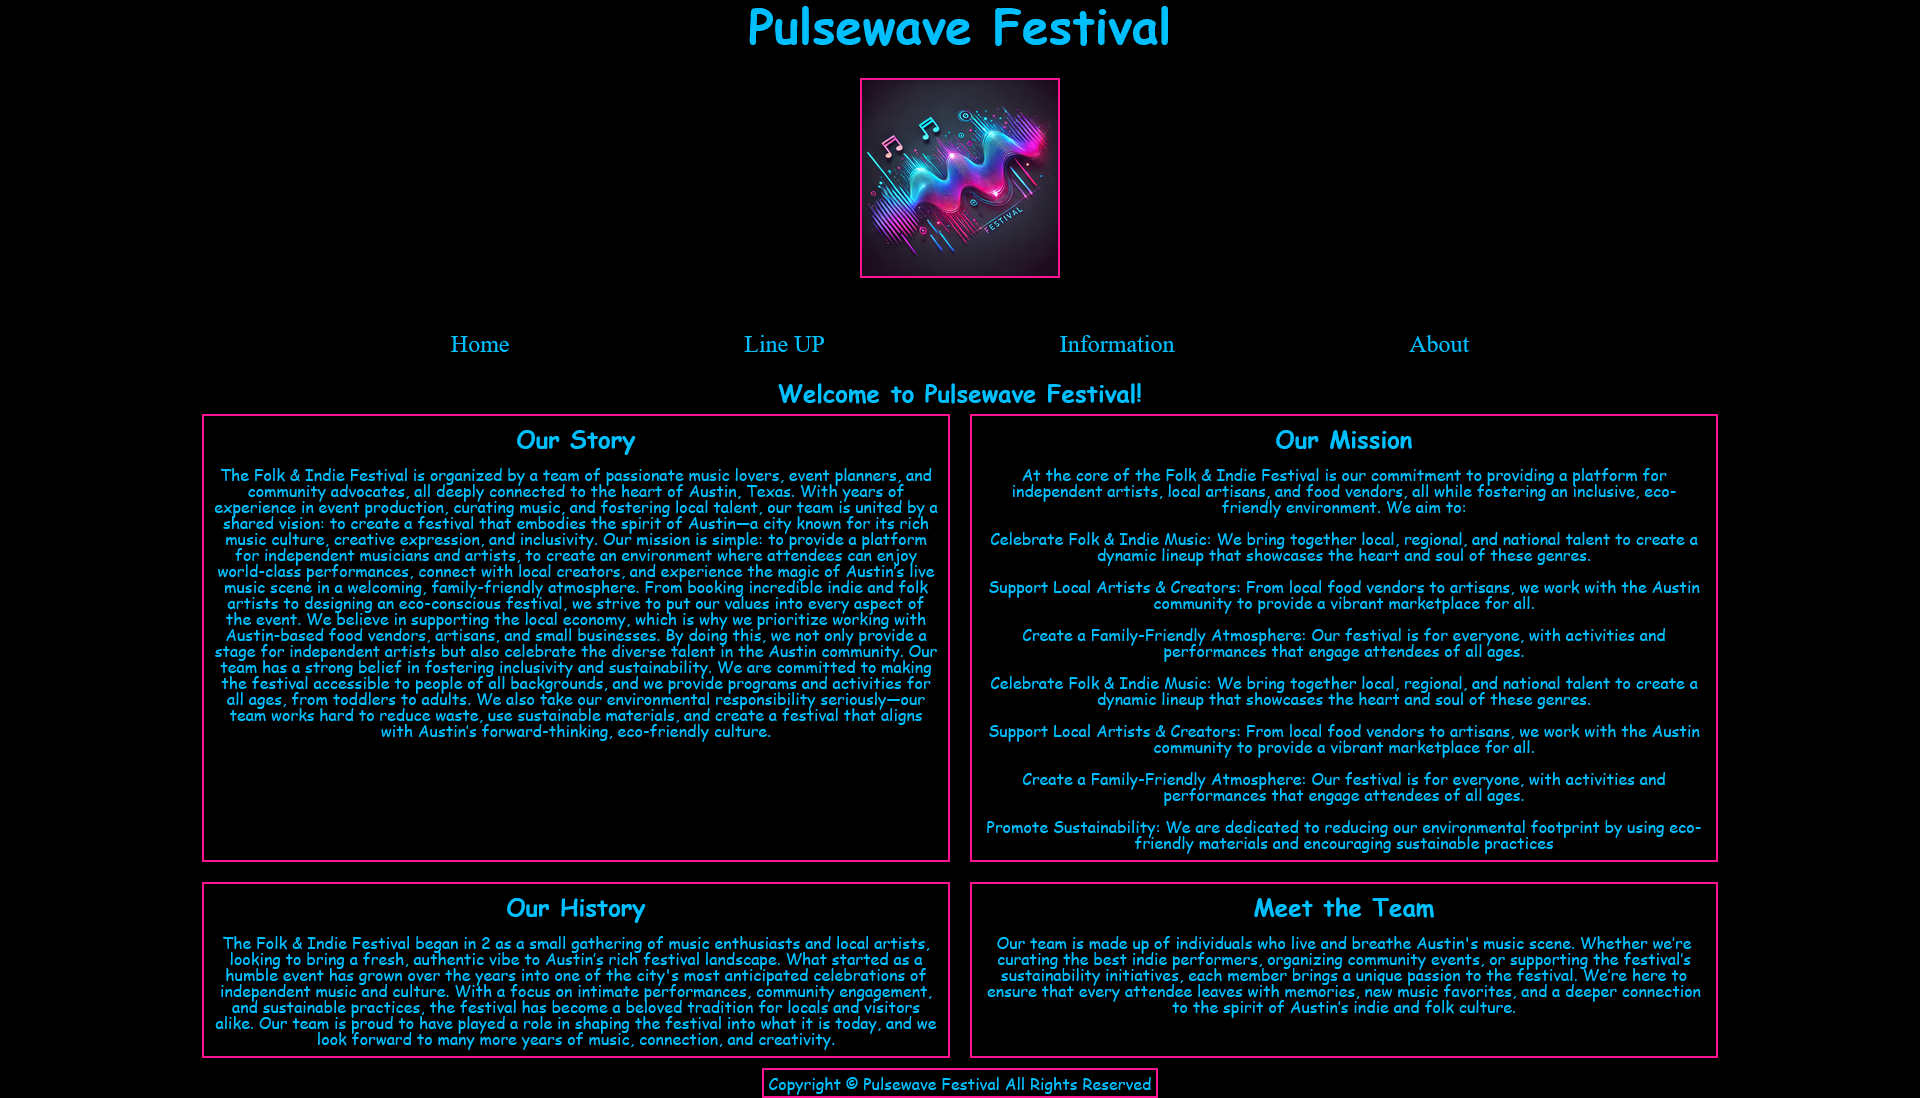 Pulsewave Festival
FESTIVAL
Home
Line UP
Information
About
Welcome to Pulsewave Festival!
Our Story
The Folk & Indie Festival is organized by a team of passionate music lovers, event planners, and
community advocates, all deeply connected to the heart of Austin, Texas. With years of
experience in event production, curating music, and fostering local talent, our team is united by a
shared vision: to create a festival that embodies the spirit of Austin—a city known for its rich
music culture, creative expression, and inclusivity. Our mission is simple: to provide a platform
for independent musicians and artists, to create an environment where attendees can enjoy
world-class performances, connect with local creators, and experience the magic of Austin’s live
music scene in a welcoming, family-friendly atmosphere. From booking incredible indie and folk
artists to designing an eco-conscious festival, we strive to put our values into every aspect of
the event. We believe in supporting the local economy, which is why we prioritize working with
Austin-based food vendors, artisans, and small businesses. By doing this, we not only provide a
stage for independent artists but also celebrate the diverse talent in the Austin community. Our
team has a strong belief in fostering inclusivity and sustainability. We are committed to making
the festival accessible to people of all backgrounds, and we provide programs and activities for
all ages, from toddlers to adults. We also take our environmental responsibility seriously—our
team works hard to reduce waste, use sustainable materials, and create a festival that aligns
with Austin’s forward-thinking, eco-friendly culture.
Our Mission
At the core of the Folk & Indie Festival is our commitment to providing a platform for
independent artists, local artisans, and food vendors, all while fostering an inclusive, eco-
friendly environment. We aim to:
Celebrate Folk & Indie Music: We bring together local, regional, and national talent to create a
dynamic lineup that showcases the heart and soul of these genres.
Support Local Artists & Creators: From local food vendors to artisans, we work with the Austin
community to provide a vibrant marketplace for all.
Create a Family-Friendly Atmosphere: Our festival is for everyone, with activities and
performances that engage attendees of all ages.
Celebrate Folk & Indie Music: We bring together local, regional, and national talent to create a
dynamic lineup that showcases the heart and soul of these genres.
Support Local Artists & Creators: From local food vendors to artisans, we work with the Austin
community to provide a vibrant marketplace for all.
Create a Family-Friendly Atmosphere: Our festival is for everyone, with activities and
performances that engage attendees of all ages.
Promote Sustainability: We are dedicated to reducing our environmental footprint by using eco-
friendly materials and encouraging sustainable practices
Our History
The Folk & Indie Festival began in 2 as a small gathering of music enthusiasts and local artists,
looking to bring a fresh, authentic vibe to Austin’s rich festival landscape. What started as a
humble event has grown over the years into one of the city's most anticipated celebrations of
independent music and culture. With a focus on intimate performances, community engagement,
and sustainable practices, the festival has become a beloved tradition for locals and visitors
alike. Our team is proud to have played a role in shaping the festival into what it is today, and we
look forward to many more years of music, connection, and creativity.
Meet the Team
Our team is made up of individuals who live and breathe Austin's music scene. Whether we’re
curating the best indie performers, organizing community events, or supporting the festival’s
sustainability initiatives, each member brings a unique passion to the festival. We’re here to
ensure that every attendee leaves with memories, new music favorites, and a deeper connection
to the spirit of Austin’s indie and folk culture.
Copyright © Pulsewave Festival All Rights Reserved